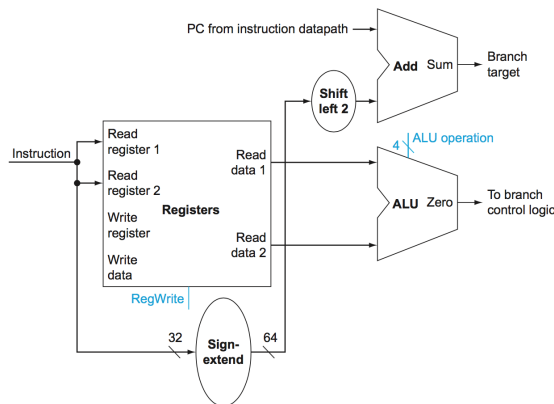 PC from instruction datapath
Add Sum
Branch
target
Shift
left 2
Instruction
Read
register 1
Read
register 2
Write
register
Write
data
Registers
Read
data 1
Read
data 2
RegWrite
4
ALU operation
ALU Zero
To branch
control logic
32
Sign-
extend
64